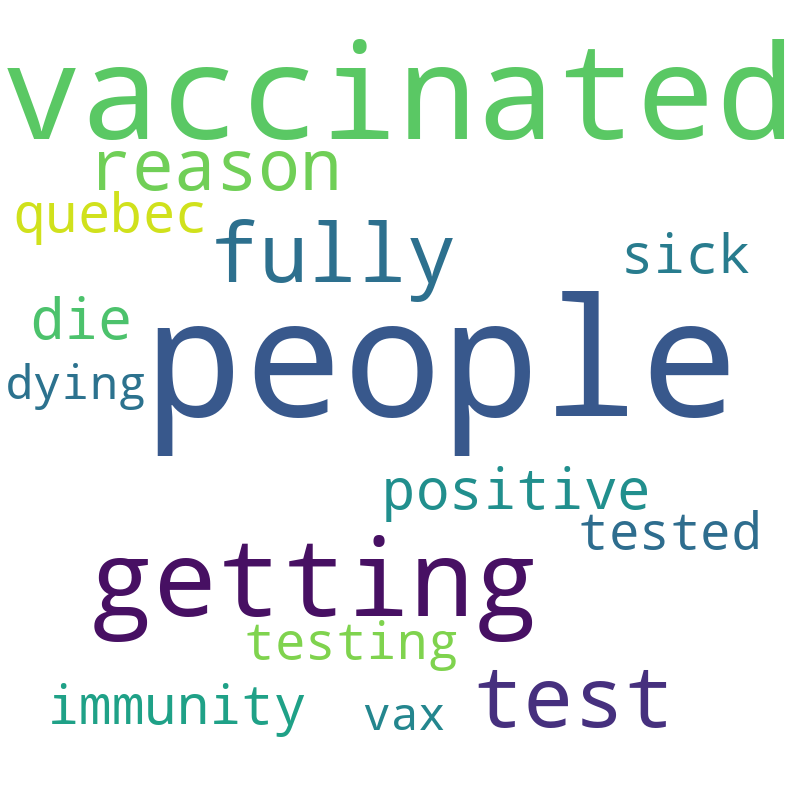 vaccinated
reason
quebec
fully
sick
die
people
dying
positive
tested
getting
testing
immunity
vax
test